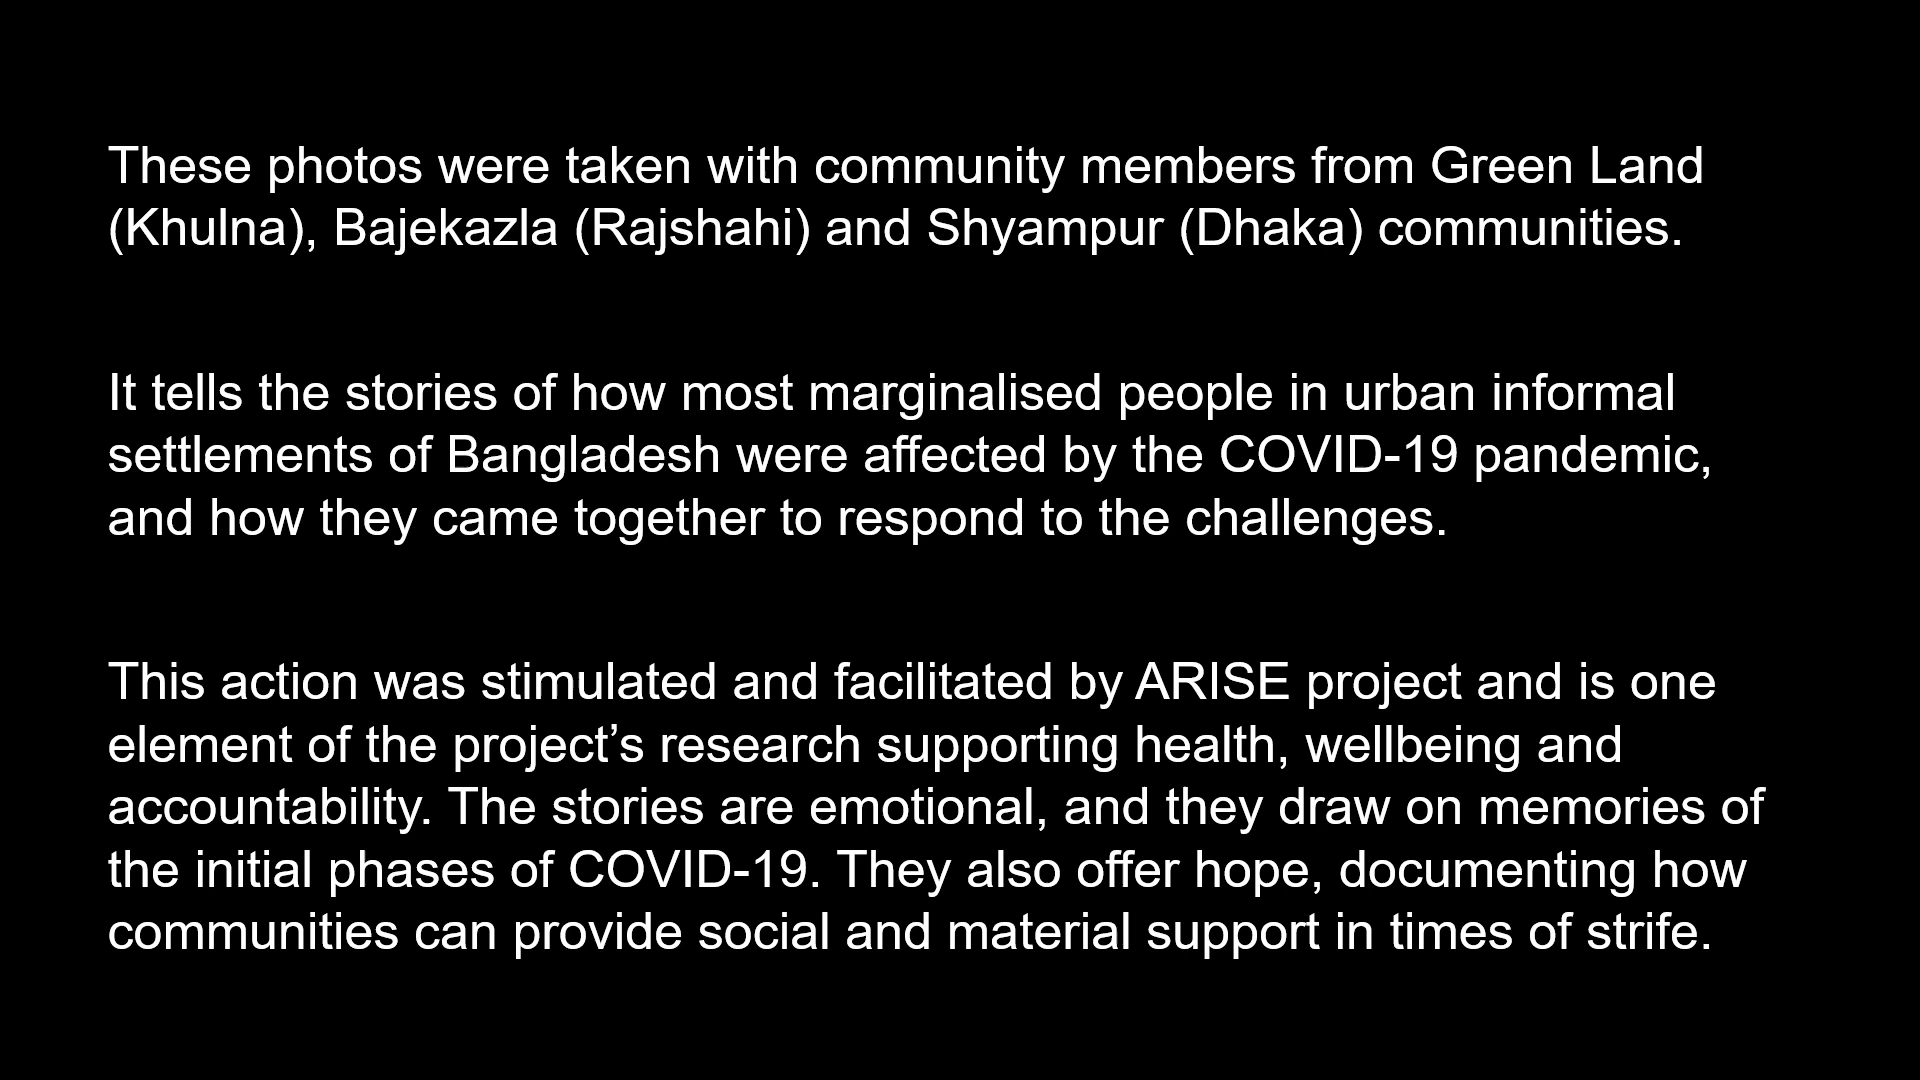 These photos were taken with community members from Green Land
(Khulna), Bajekazla (Rajshahi) and Shyampur (Dhaka) communities.
It tells the stories of how most marginalised people in urban informal
settlements of Bangladesh were affected by the COVID-19 pandemic,
and how they came together to respond to the challenges.
This action was stimulated and facilitated by ARISE project and is one
element of the project’s research supporting health, wellbeing and
accountability. The stories are emotional, and they draw on memories of
the initial phases of COVID-19. They also offer hope, documenting how
communities can provide social and material support in times of strife.